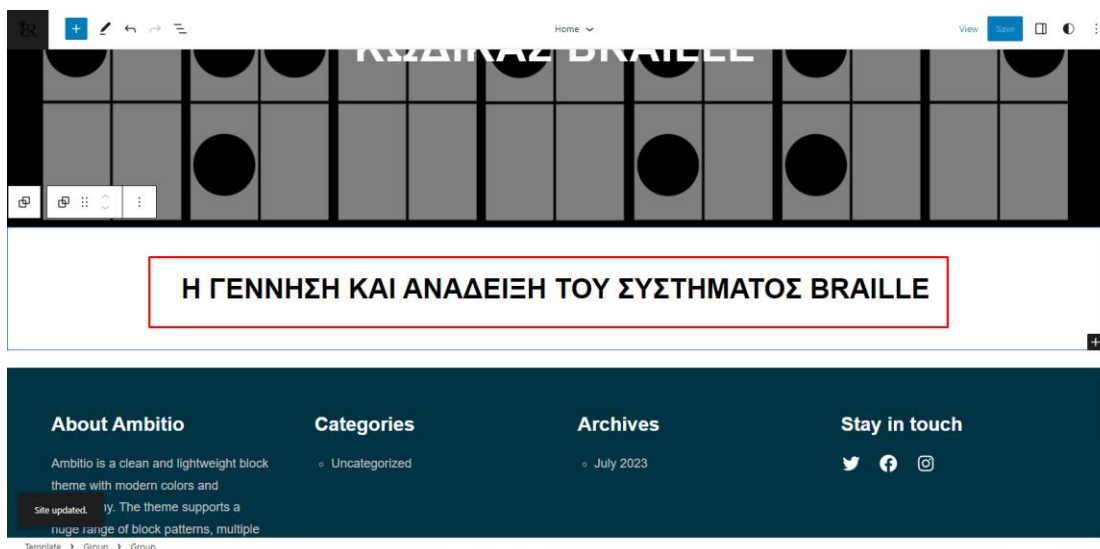 Home
View
Save
ΚΩΔΙΚΑΣ BRAILLE
Η ΓΕΝΝΗΣΗ ΚΑΙ ΑΝΑΔΕΙΞΗ ΤΟΥ ΣΥΣΤΗΜΑΤΟΣ BRAILLE
About Ambitio
Ambitio is a clean and lightweight block
theme with modern colors and
The theme supports a
huge range of block patterns, multiple
Categories
Uncategorized
Archives
July 2023
Stay in touch
Site updated.
Template > Group > Group